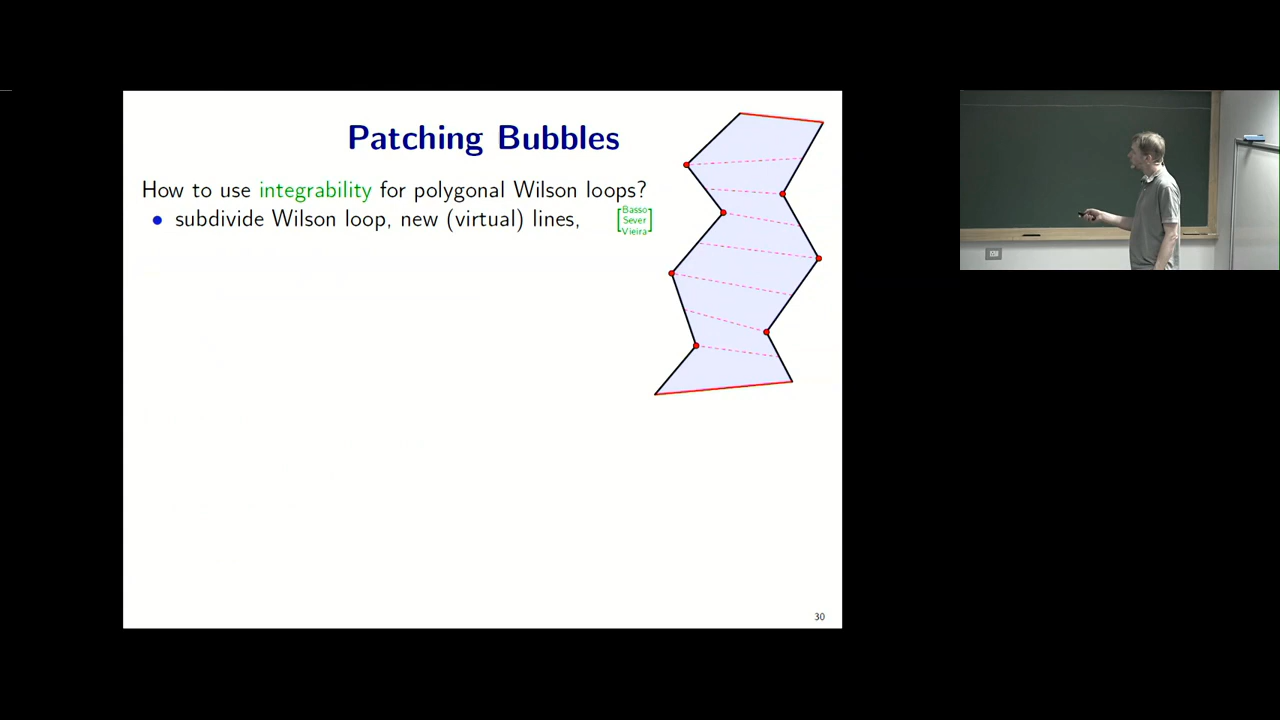 Patching Bubbles
How to use integrability for polygonal Wilson loops?
• subdivide Wilson loop, new (virtual) lines,
Basso
Sever
Vieira
30